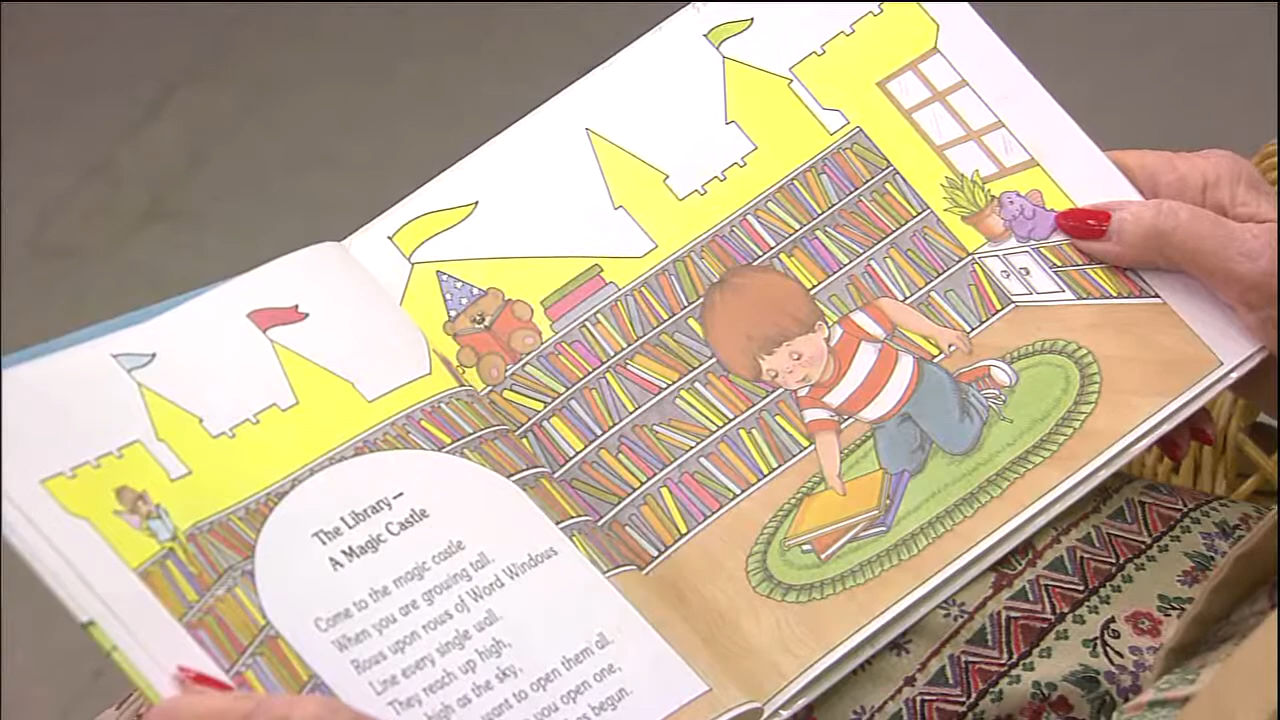 The Library—
A Magic Castle
Come to the magic castle
When you are growing tall.
Rows upon rows of Word Windows
Line every single wall.
They reach up high,
high as the sky,
want to open them all.
you open one,
has begun.